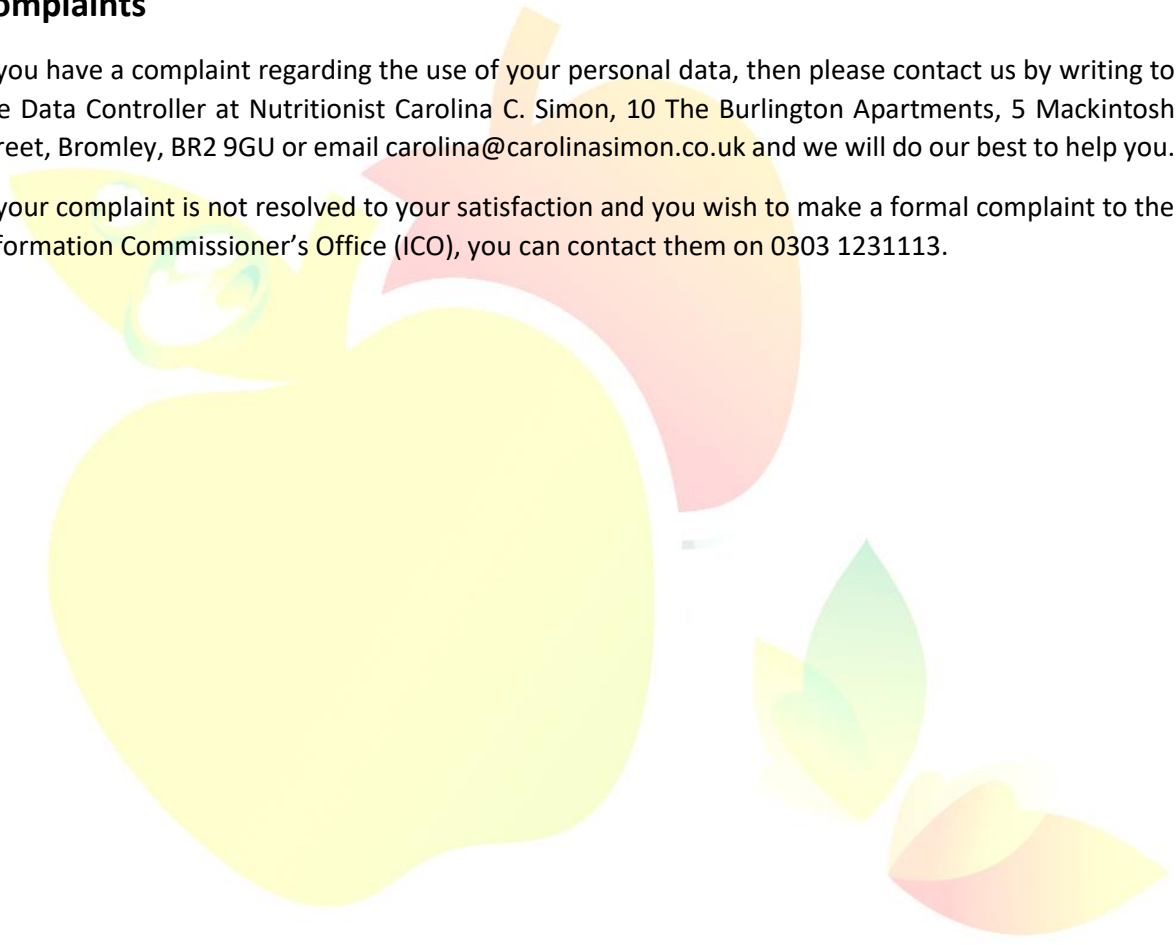 omplaints
you have a complaint regarding the use of your personal data, then please contact us by writing to
e Data Controller at Nutritionist Carolina C. Simon, 10 The Burlington Apartments, 5 Mackintosh
reet, Bromley, BR2 9GU or email carolina@carolinasimon.co.uk and we will do our best to help you.
your complaint is not resolved to your satisfaction and you wish to make a formal complaint to the
formation Commissioner’s Office (ICO), you can contact them on 0303 1231113.